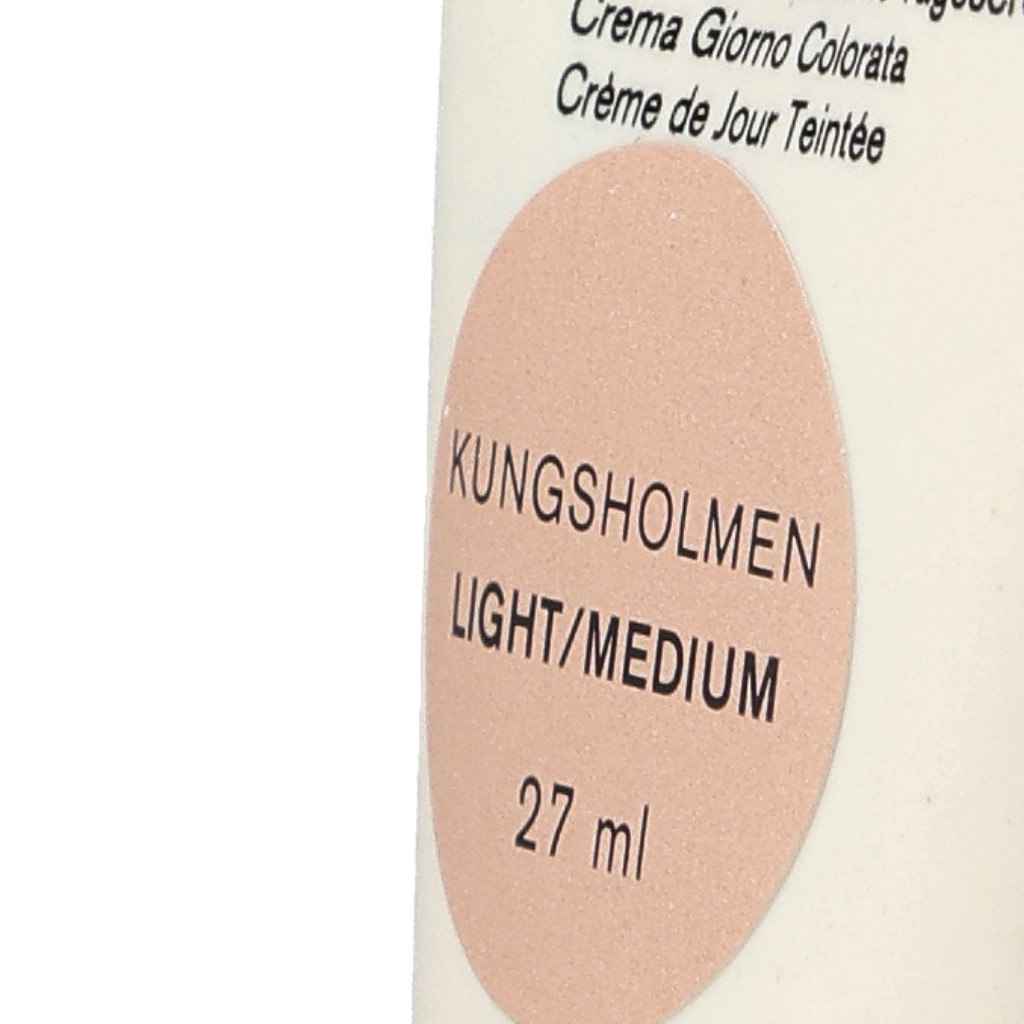 Crema Giorno Colorata
Crème de Jour Teintée
KUNGSHOLMEN
LIGHT/MEDIUM
27 ml